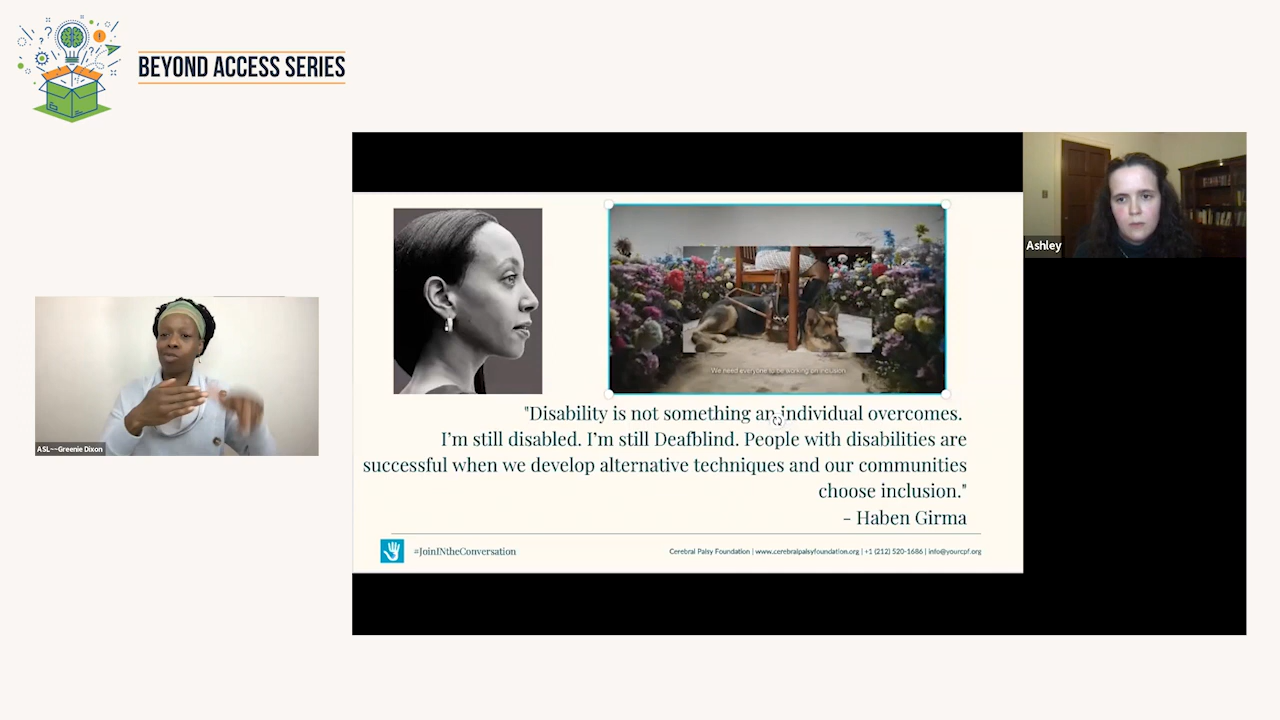 BEYOND ACCESS SERIES
Ashley
ASL--Greenie Dixon
We need everyone to be working on inclusion.
"Disability is not something an individual overcomes.
I'm still disabled. I'm still Deafblind. People with disabilities are
successful when we develop alternative techniques and our communities
choose inclusion."
- Haben Girma
#JoinINtheConversation
Cerebral Palsy Foundation | www.cerebralpalsyfoundation.org | +1 (212) 520-1686 | info@yourcpf.org